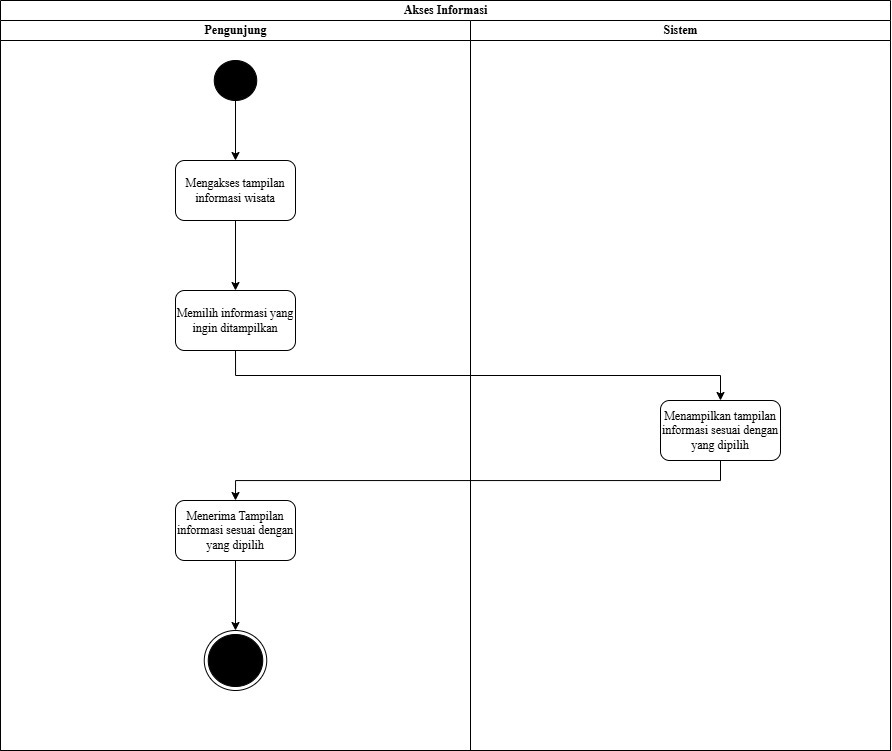 Akses Informasi
Pengunjung
Sistem
Mengakses tampilan
informasi wisata
Memilih informasi yang
ingin ditampilkan
Menampilkan tampilan
informasi sesuai dengan
yang dipilih
Menerima Tampilan
informasi sesuai dengan
yang dipilih